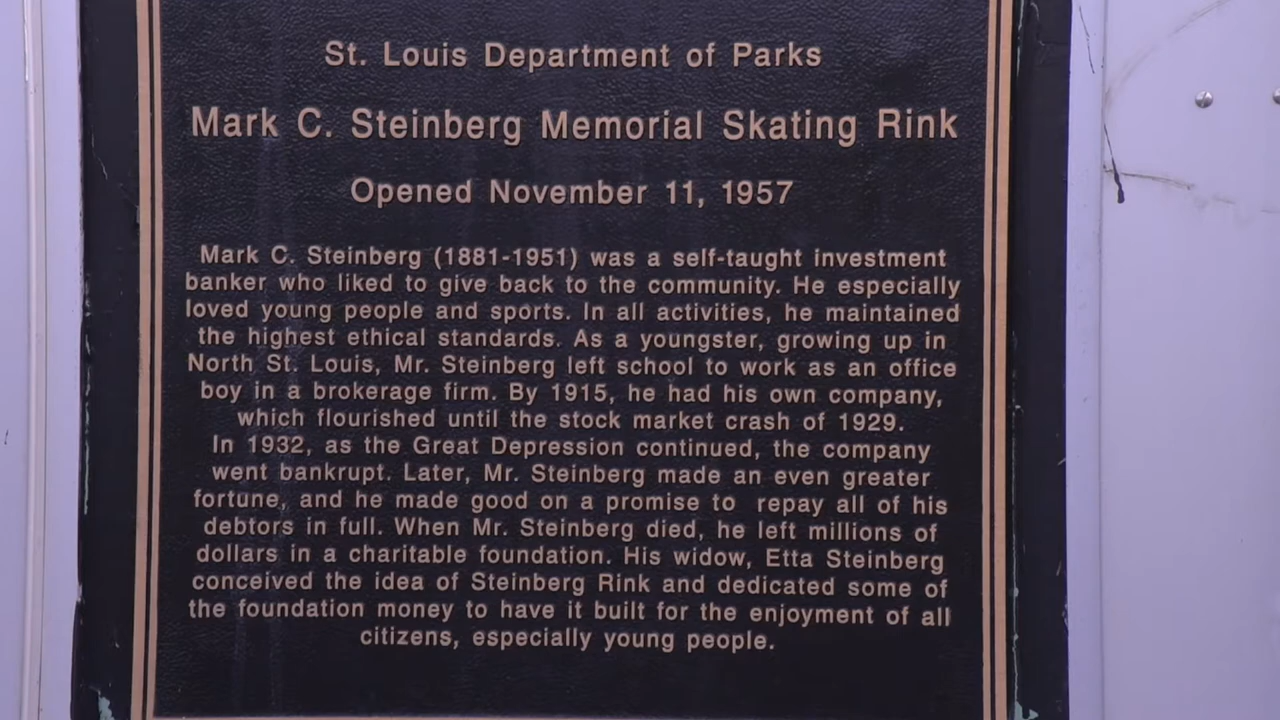 St. Louis Department of Parks
Mark C. Steinberg Memorial Skating Rink
Opened November 11, 1957
Mark C. Steinberg (1881-1951) was a self-taught investment
banker who liked to give back to the community. He especially
loved young people and sports. In all activities, he maintained
the highest ethical standards. As a youngster, growing up in
North St. Louis, Mr. Steinberg left school to work as an office
boy in a brokerage firm. By 1915, he had his own company,
which flourished until the stock market crash of 1929.
In 1932, as the Great Depression continued, the company
went bankrupt. Later, Mr. Steinberg made an even greater
fortune, and he made good on a promise to repay all of his
debtors in full. When Mr. Steinberg died, he left millions of
dollars in a charitable foundation. His widow, Etta Steinberg
conceived the idea of Steinberg Rink and dedicated some of
the foundation money to have it built for the enjoyment of all
citizens, especially young people.